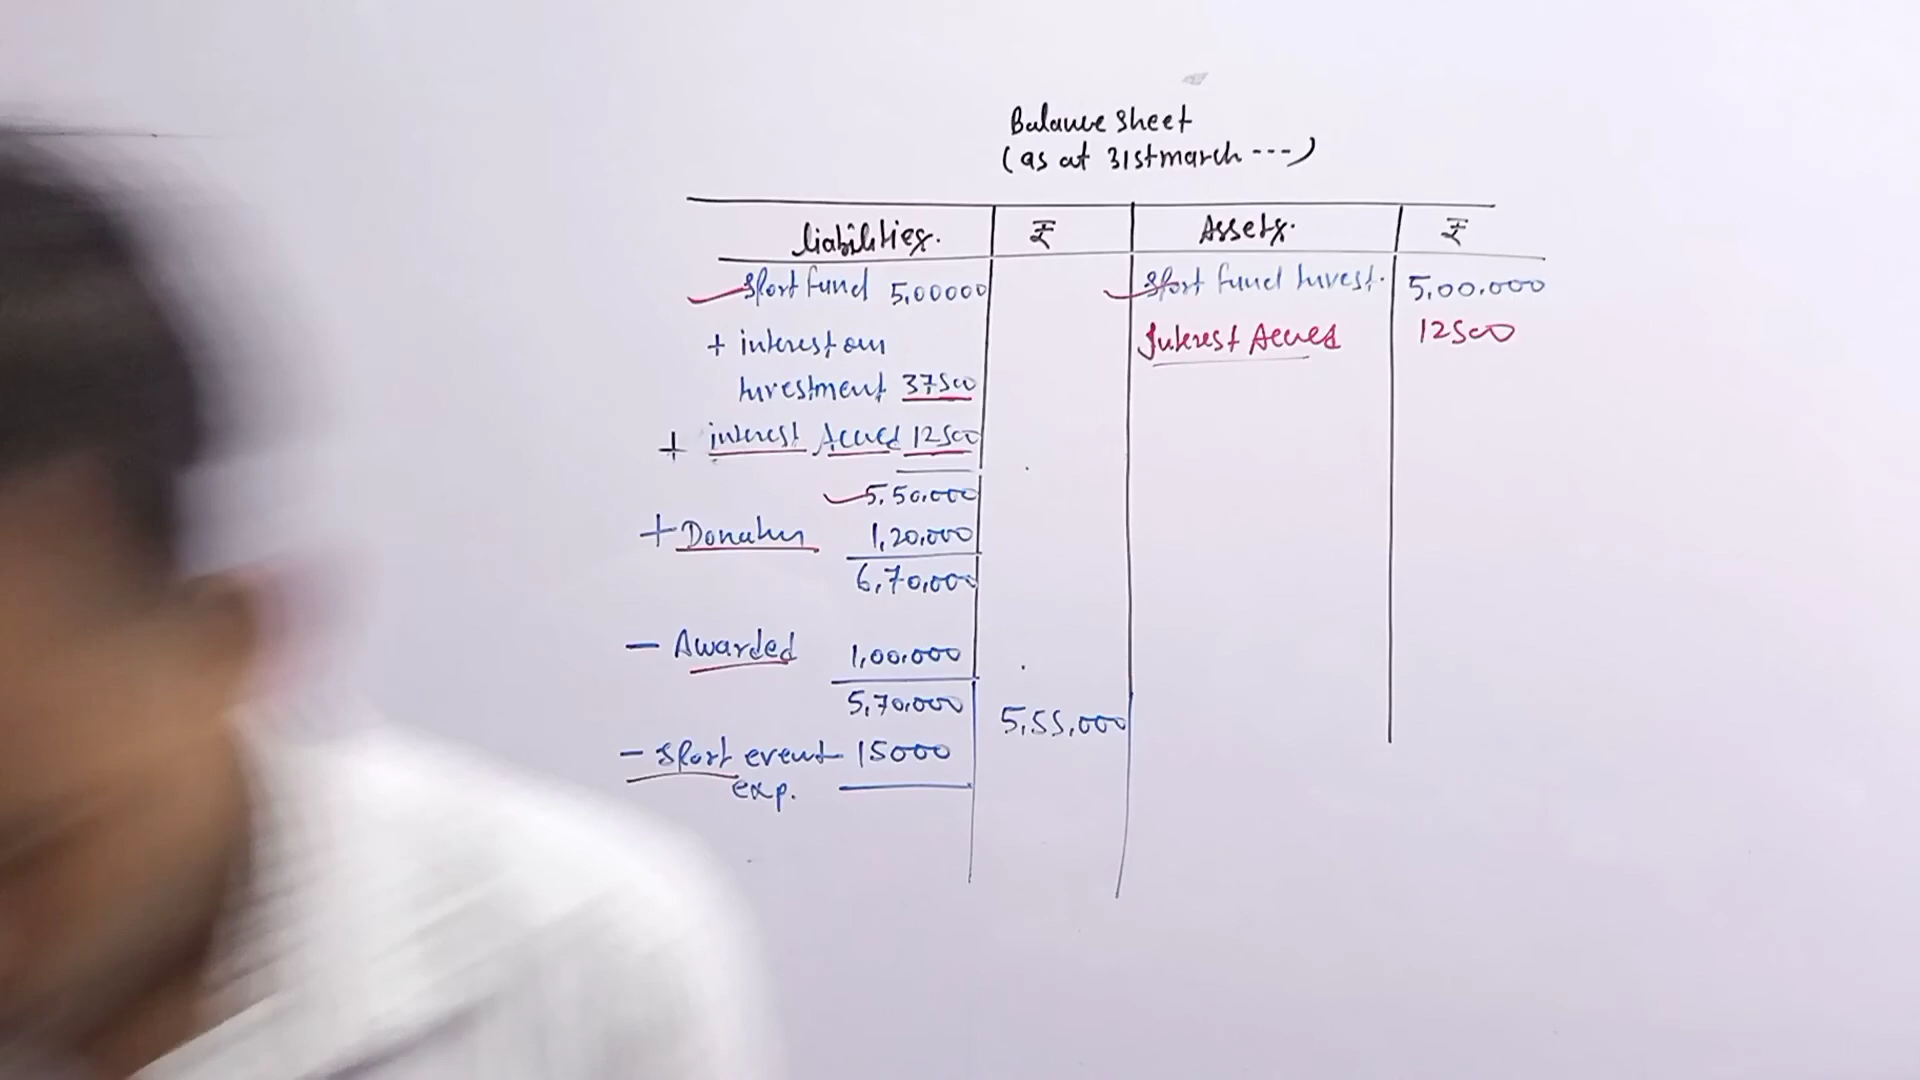 Balance Sheet
(as at 31st march ---)
Liabilities. ₹ Assets. ₹
Sport fund 5,00000 Sport fund Invest. 5,00,000
+ interest on Interest Accued 12500
Investment 37500
+ interest Accued 12500
5,50,000
+ Donation 1,20,000
6,70,000
- Awarded 1,00,000
5,70,000 5,55,000
- Sport event 15000
exp.